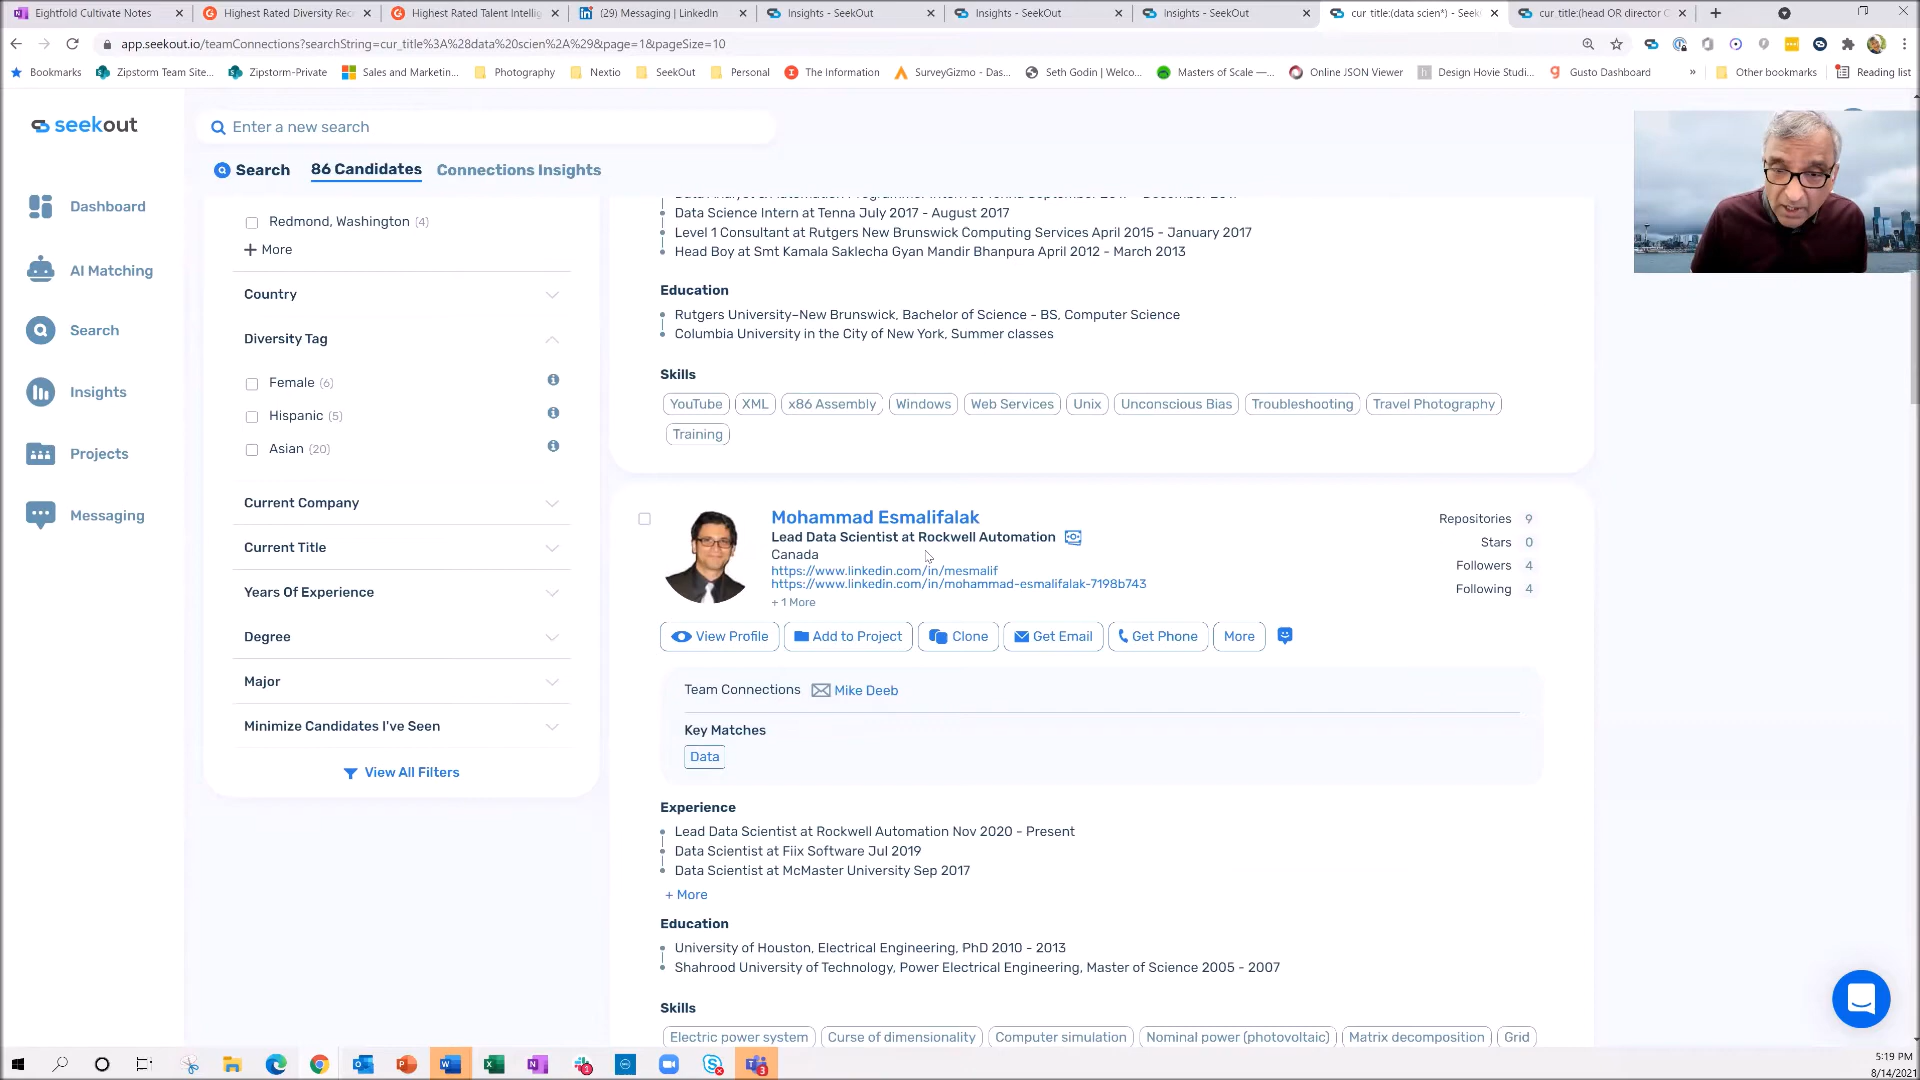 Eightfold Cultivate Notes
Highest Rated Diversity Rec
Highest Rated Talent Intellig
(29) Messaging | LinkedIn
Insights - SeekOut
Insights - SeekOut
Insights - SeekOut
cur_title:(data scien*) - Seek
cur_title:(head OR director O
app.seekout.io/teamConnections?searchString=cur_title%3A%28data%20scien%2A%29&page=1&pageSize=10
Bookmarks
Zipstorm Team Site...
Zipstorm-Private
Sales and Marketin...
Photography
Nextio
SeekOut
Personal
The Information
SurveyGizmo - Das...
Seth Godin | Welco...
Masters of Scale —...
Online JSON Viewer
Design Hovie Studi...
Gusto Dashboard
»
Other bookmarks
Reading list
seekout
Enter a new search
Search
86 Candidates
Connections Insights
Dashboard
AI Matching
Search
Insights
Projects
Messaging
Redmond, Washington (4)
+ More
Country
Diversity Tag
Female (6)
Hispanic (5)
Asian (20)
Current Company
Current Title
Years Of Experience
Degree
Major
Minimize Candidates I've Seen
View All Filters
Data Science Intern at Tenna July 2017 - August 2017
Level 1 Consultant at Rutgers New Brunswick Computing Services April 2015 - January 2017
Head Boy at Smt Kamala Saklecha Gyan Mandir Bhanpura April 2012 - March 2013
Education
Rutgers University–New Brunswick, Bachelor of Science - BS, Computer Science
Columbia University in the City of New York, Summer classes
Skills
YouTube
XML
x86 Assembly
Windows
Web Services
Unix
Unconscious Bias
Troubleshooting
Travel Photography
Training
Mohammad Esmalifalak
Lead Data Scientist at Rockwell Automation
Canada
https://www.linkedin.com/in/mesmalif
https://www.linkedin.com/in/mohammad-esmalifalak-7198b743
+ 1 More
Repositories 9
Stars 0
Followers 4
Following 4
View Profile
Add to Project
Clone
Get Email
Get Phone
More
Team Connections Mike Deeb
Key Matches
Data
Experience
Lead Data Scientist at Rockwell Automation Nov 2020 - Present
Data Scientist at Fiix Software Jul 2019
Data Scientist at McMaster University Sep 2017
+ More
Education
University of Houston, Electrical Engineering, PhD 2010 - 2013
Shahrood University of Technology, Power Electrical Engineering, Master of Science 2005 - 2007
Skills
Electric power system
Curse of dimensionality
Computer simulation
Nominal power (photovoltaic)
Matrix decomposition
Grid
5:19 PM
8/14/2021